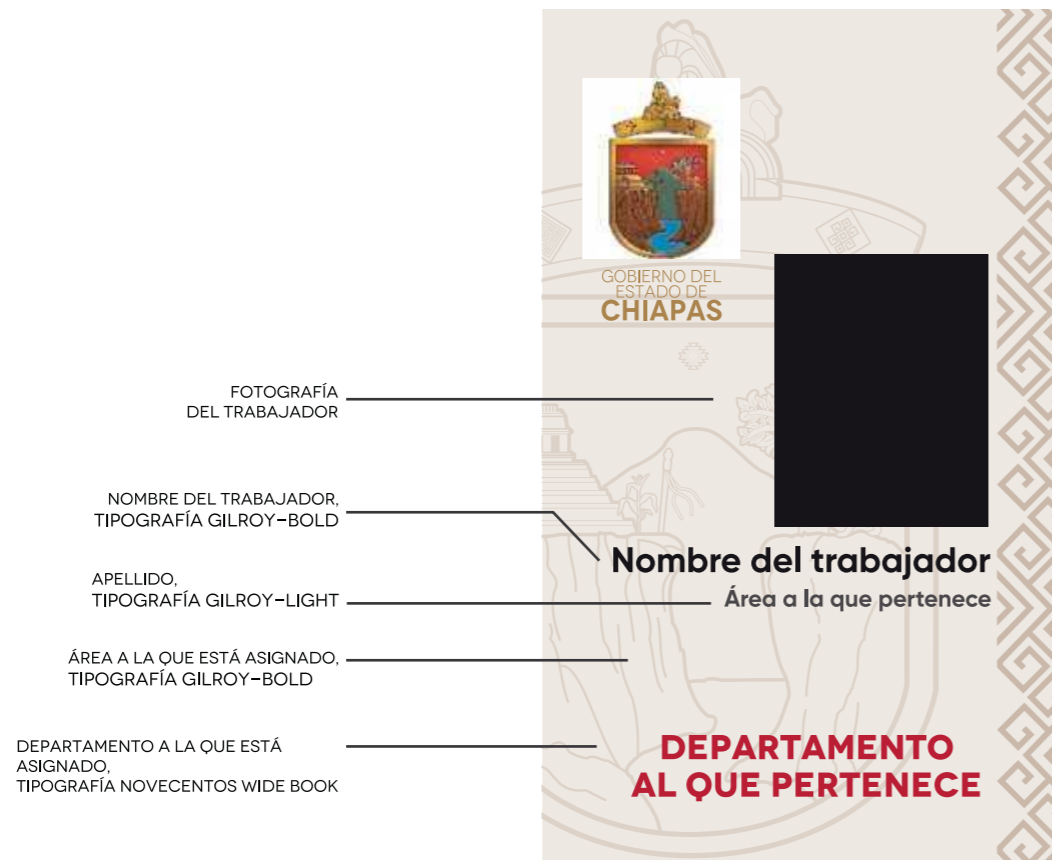 GOBIERNO DEL
ESTADO DE
CHIAPAS
FOTOGRAFÍA
DEL TRABAJADOR
NOMBRE DEL TRABAJADOR,
TIPOGRAFÍA GILROY-BOLD
Nombre del trabajador
APELLIDO,
TIPOGRAFÍA GILROY-LIGHT
Área a la que pertenece
ÁREA A LA QUE ESTÁ ASIGNADO,
TIPOGRAFÍA GILROY-BOLD
DEPARTAMENTO A LA QUE ESTÁ
ASIGNADO,
TIPOGRAFÍA NOVECENTOS WIDE BOOK
DEPARTAMENTO
AL QUE PERTENECE